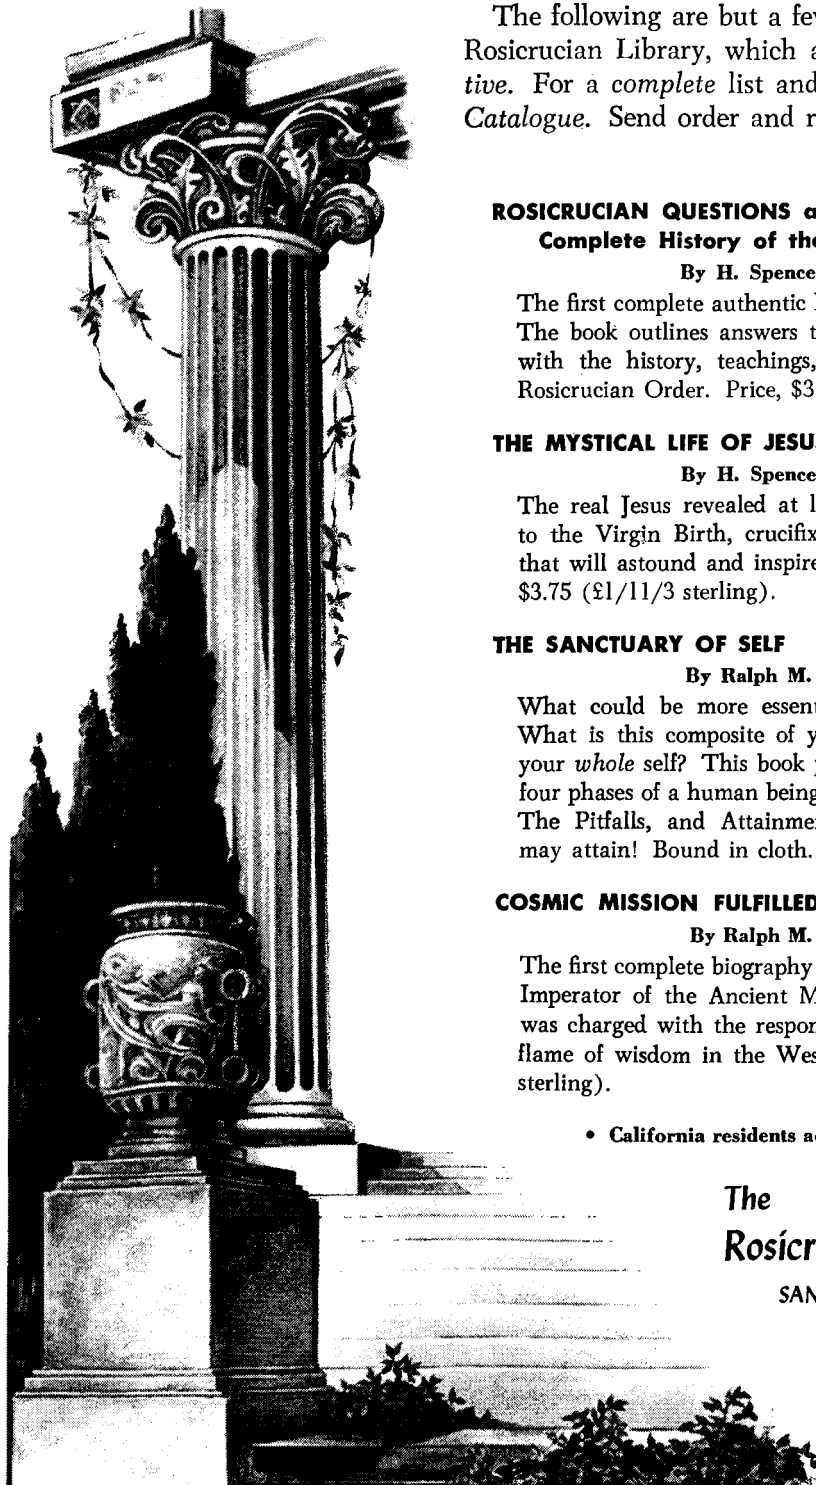 The following are but a few
Rosicrucian Library, which a
tive. For a complete list and
Catalogue. Send order and r
ROSICRUCIAN QUESTIONS a
Complete History of the
By H. Spence
The first complete authentic
The book outlines answers t
with the history, teachings,
Rosicrucian Order. Price, $3
THE MYSTICAL LIFE OF JESU
By H. Spence
The real Jesus revealed at l
to the Virgin Birth, crucifix
that will astound and inspire
$3.75 (£1/11/3 sterling).
THE SANCTUARY OF SELF
By Ralph M.
What could be more essent
What is this composite of y
your whole self? This book
four phases of a human being
The Pitfalls, and Attainme
may attain! Bound in cloth.
COSMIC MISSION FULFILLED
By Ralph M.
The first complete biography
Imperator of the Ancient M
was charged with the respon
flame of wisdom in the Wes
sterling).
• California residents a
The
Rosicr
SAN